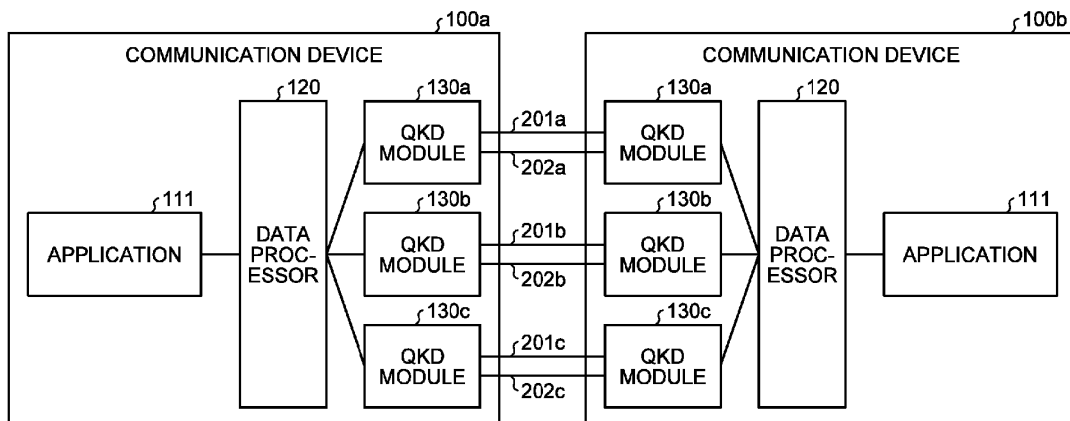 100a
100b
COMMUNICATION DEVICE
COMMUNICATION DEVICE
120
130a
130a
120
201a
QKD
MODULE
QKD
MODULE
202a
111
130b
130b
111
APPLICATION
DATA
PROC-
ESSOR
QKD
MODULE
201b
202b
QKD
MODULE
DATA
PROC-
ESSOR
APPLICATION
130c
130c
201c
QKD
MODULE
QKD
MODULE
202c